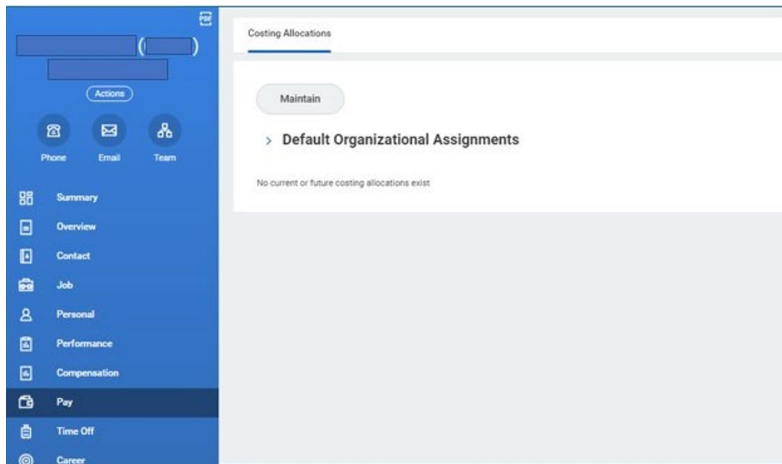 PDF
( )
Actions
Phone Email Team
Summary
Overview
Contact
Job
Personal
Performance
Compensation
Pay
Time Off
Career
Costing Allocations
Maintain
Default Organizational Assignments
No current or future costing allocations exist